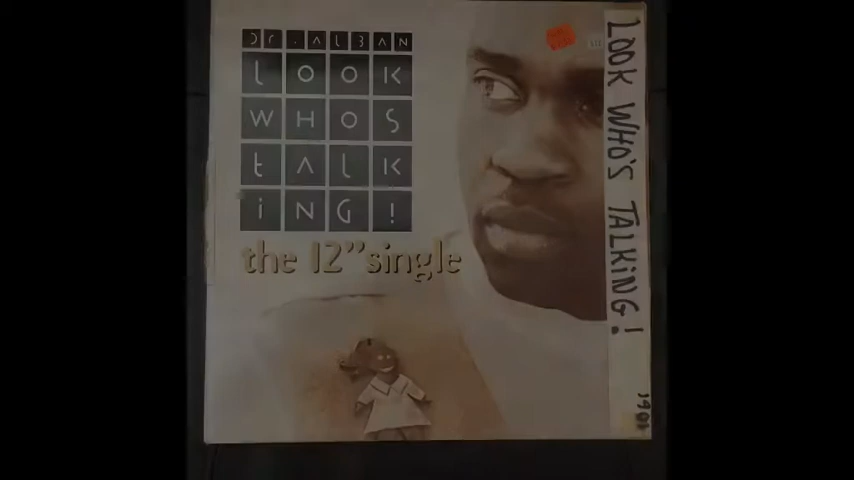 Dr. ALBAN
LOOK
WHOS
tALK
iNG!
the 12" single
LOOK WHO'S TALKiNG!